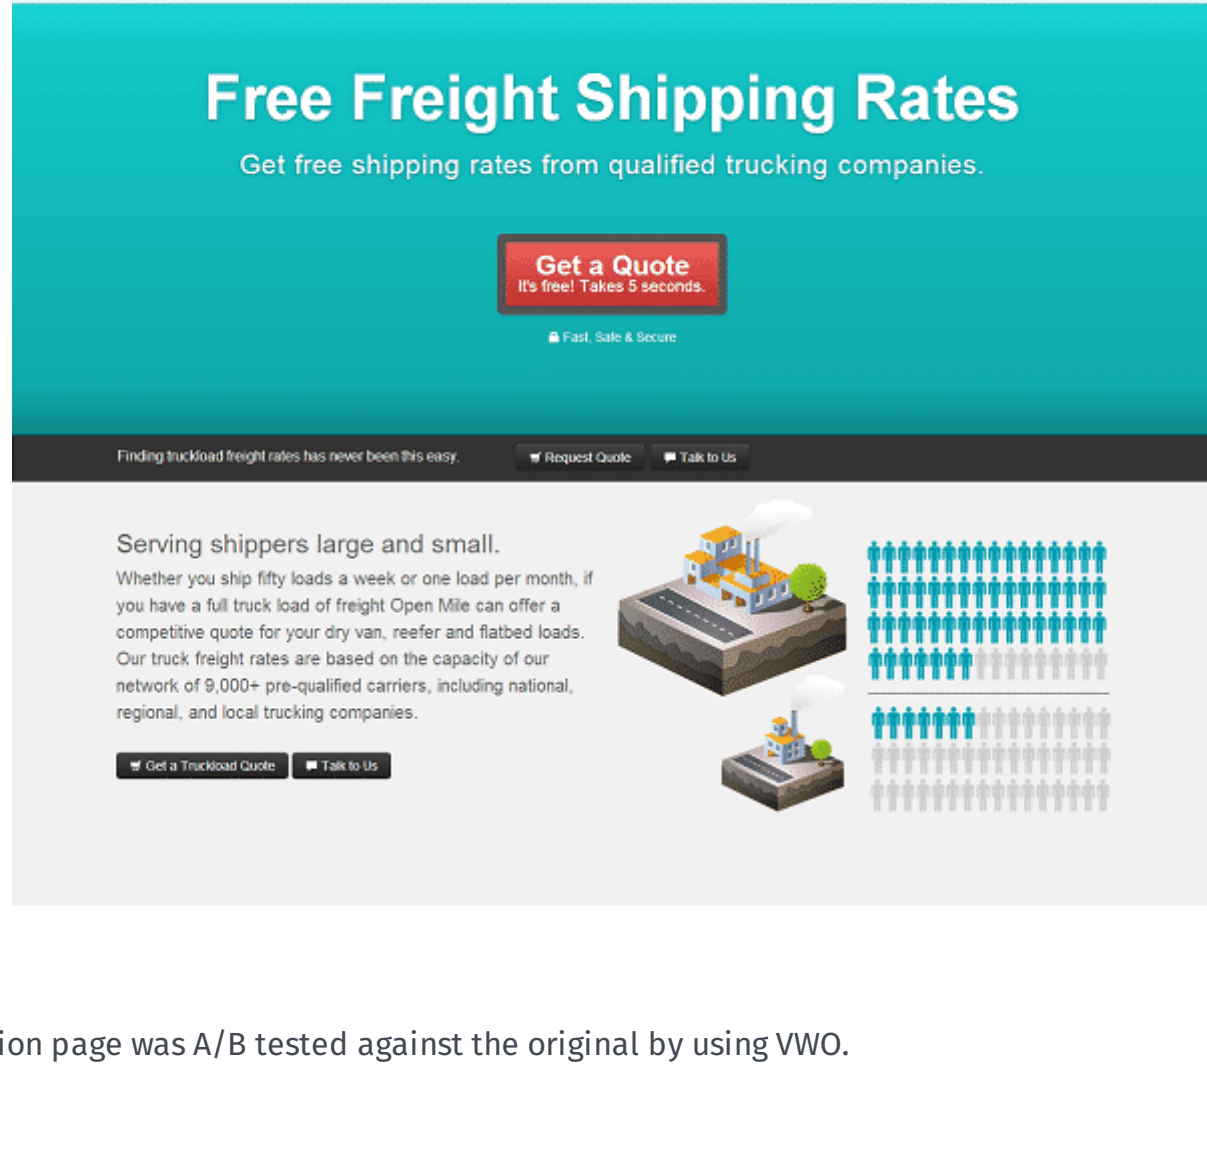 Free Freight Shipping Rates
Get free shipping rates from qualified trucking companies.
Get a Quote
It's free! Takes 5 seconds.
Fast, Safe & Secure
Finding truckload freight rates has never been this easy.
Request Quote
Talk to Us
Serving shippers large and small.
Whether you ship fifty loads a week or one load per month, if
you have a full truck load of freight Open Mile can offer a
competitive quote for your dry van, reefer and flatbed loads.
Our truck freight rates are based on the capacity of our
network of 9,000+ pre-qualified carriers, including national,
regional, and local trucking companies.
Get a Truckload Quote
Talk to Us
ion page was A/B tested against the original by using VWO.